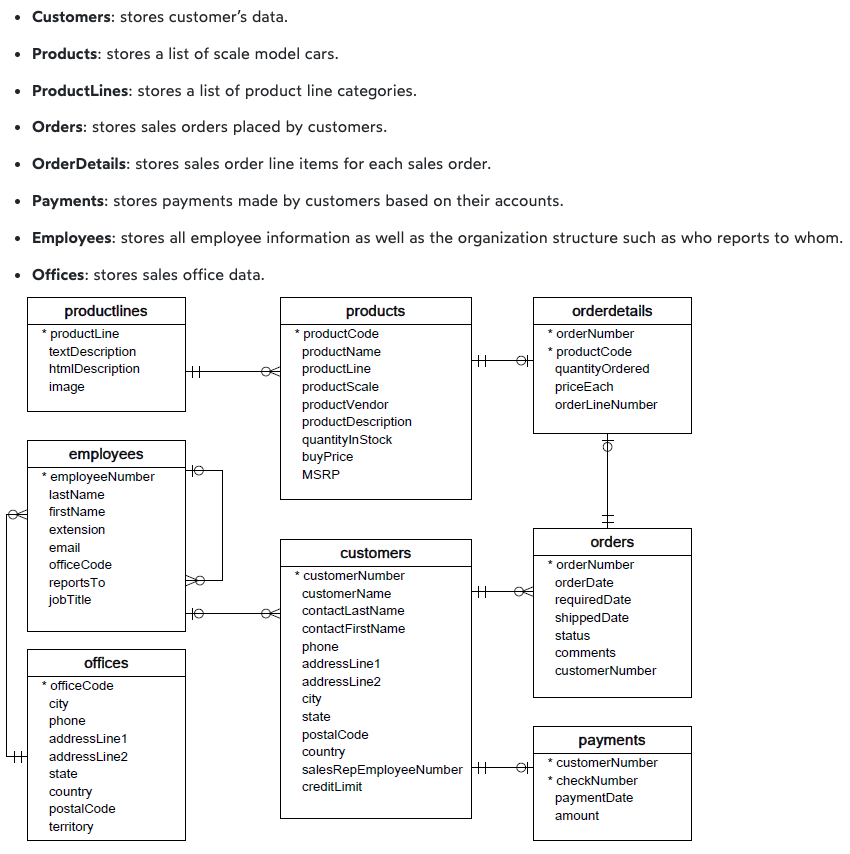 Customers: stores customer’s data.
Products: stores a list of scale model cars.
ProductLines: stores a list of product line categories.
Orders: stores sales orders placed by customers.
OrderDetails: stores sales order line items for each sales order.
Payments: stores payments made by customers based on their accounts.
Employees: stores all employee information as well as the organization structure such as who reports to whom.
Offices: stores sales office data.
productlines
* productLine
textDescription
htmlDescription
image
products
* productCode
productName
productLine
productScale
productVendor
productDescription
quantityInStock
buyPrice
MSRP
orderdetails
* orderNumber
* productCode
quantityOrdered
priceEach
orderLineNumber
employees
* employeeNumber
lastName
firstName
extension
email
officeCode
reportsTo
jobTitle
customers
* customerNumber
customerName
contactLastName
contactFirstName
phone
addressLine1
addressLine2
city
state
postalCode
country
salesRepEmployeeNumber
creditLimit
orders
* orderNumber
orderDate
requiredDate
shippedDate
status
comments
customerNumber
offices
* officeCode
city
phone
addressLine1
addressLine2
state
country
postalCode
territory
payments
* customerNumber
* checkNumber
paymentDate
amount